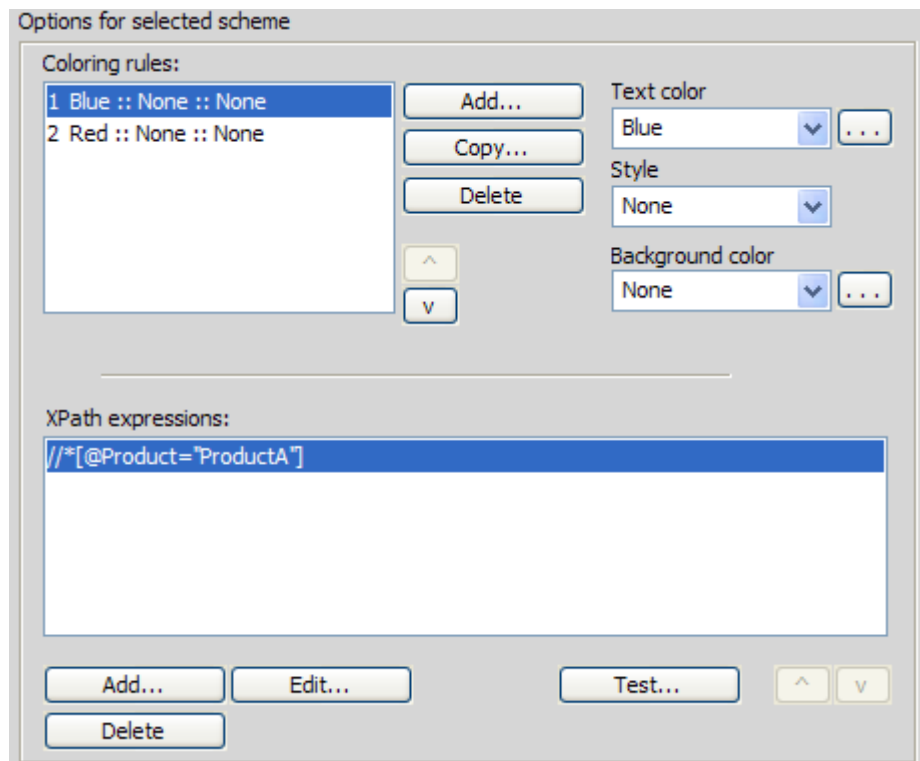 Options for selected scheme
Coloring rules:
1 Blue :: None :: None
2 Red :: None :: None
Add...
Copy...
Delete
^
v
Text color
Blue
...
Style
None
Background color
None
...
XPath expressions:
//*[@Product="ProductA"]
Add...
Edit...
Test...
^
v
Delete